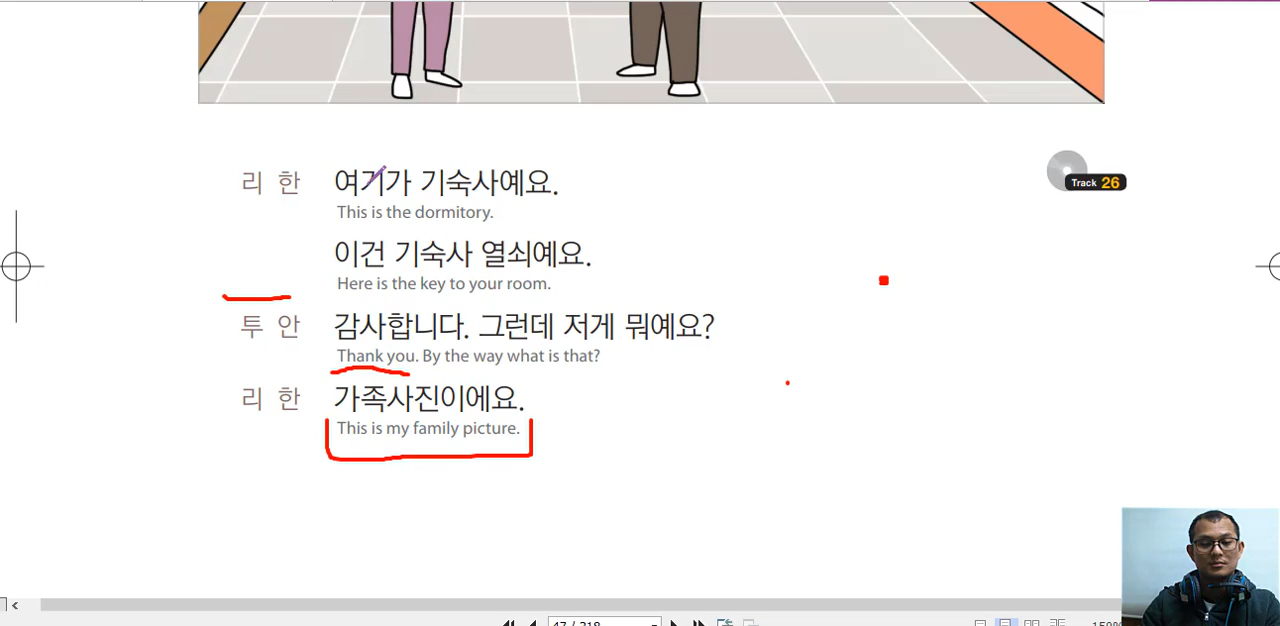 리 한 여기가 기숙사예요.
This is the dormitory.
Track 26
이건 기숙사 열쇠예요.
Here is the key to your room.
투 안 감사합니다. 그런데 저게 뭐예요?
Thank you. By the way what is that?
리 한 가족사진이에요.
This is my family picture.